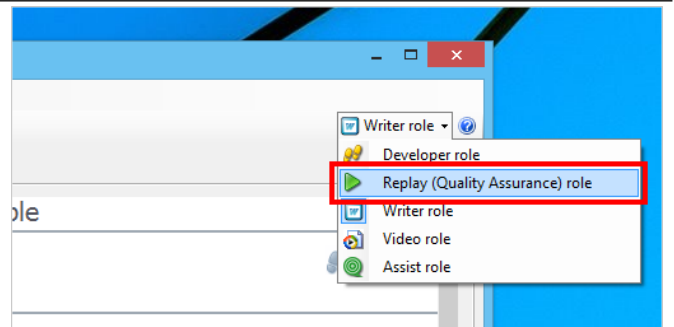 Writer role
Developer role
Replay (Quality Assurance) role
ole
Writer role
Video role
Assist role